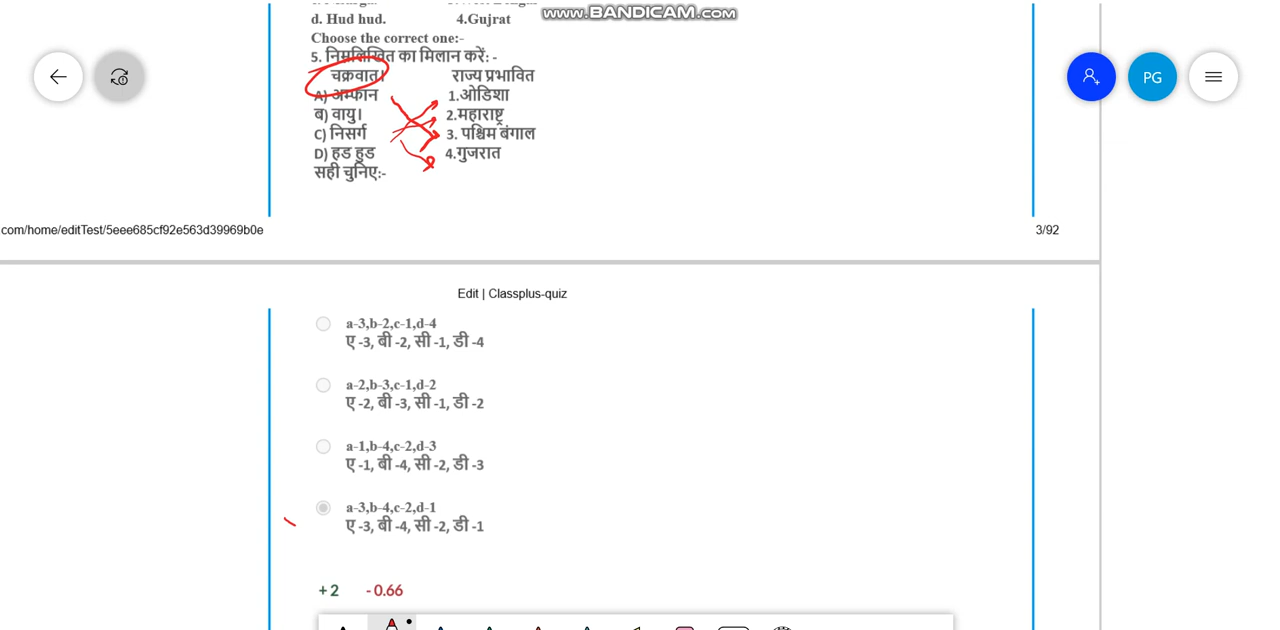 www.BANDICAM.com
d. Hud hud. 4.Gujrat
Choose the correct one:-
5. निम्नलिखित का मिलान करें: -
चक्रवात। राज्य प्रभावित
A) अम्फान 1.ओडिशा
ब) वायु। 2.महाराष्ट्र
C) निसर्ग 3. पश्चिम बंगाल
D) हड हुड 4.गुजरात
सही चुनिए:-
PG
com/home/editTest/5eee685cf92e563d39969b0e 3/92
Edit | Classplus-quiz
a-3,b-2,c-1,d-4
ए -3, बी -2, सी -1, डी -4
a-2,b-3,c-1,d-2
ए -2, बी -3, सी -1, डी -2
a-1,b-4,c-2,d-3
ए -1, बी -4, सी -2, डी -3
a-3,b-4,c-2,d-1
ए -3, बी -4, सी -2, डी -1
+ 2 - 0.66